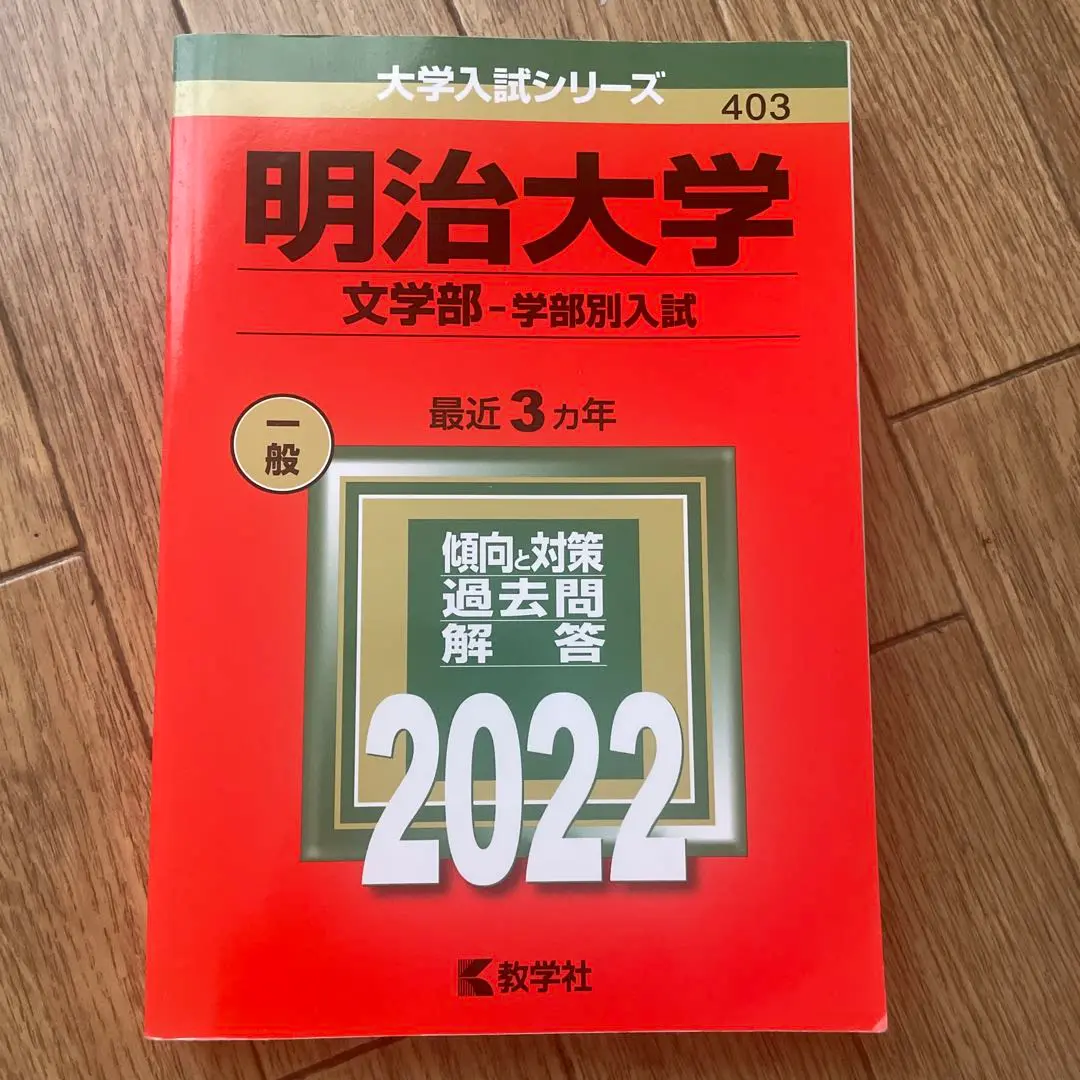 大学入試シリーズ
403
明治大学
文学部-学部別入試
最近3ヵ年
一般
傾向と対策
過去問
解答
2022
教学社